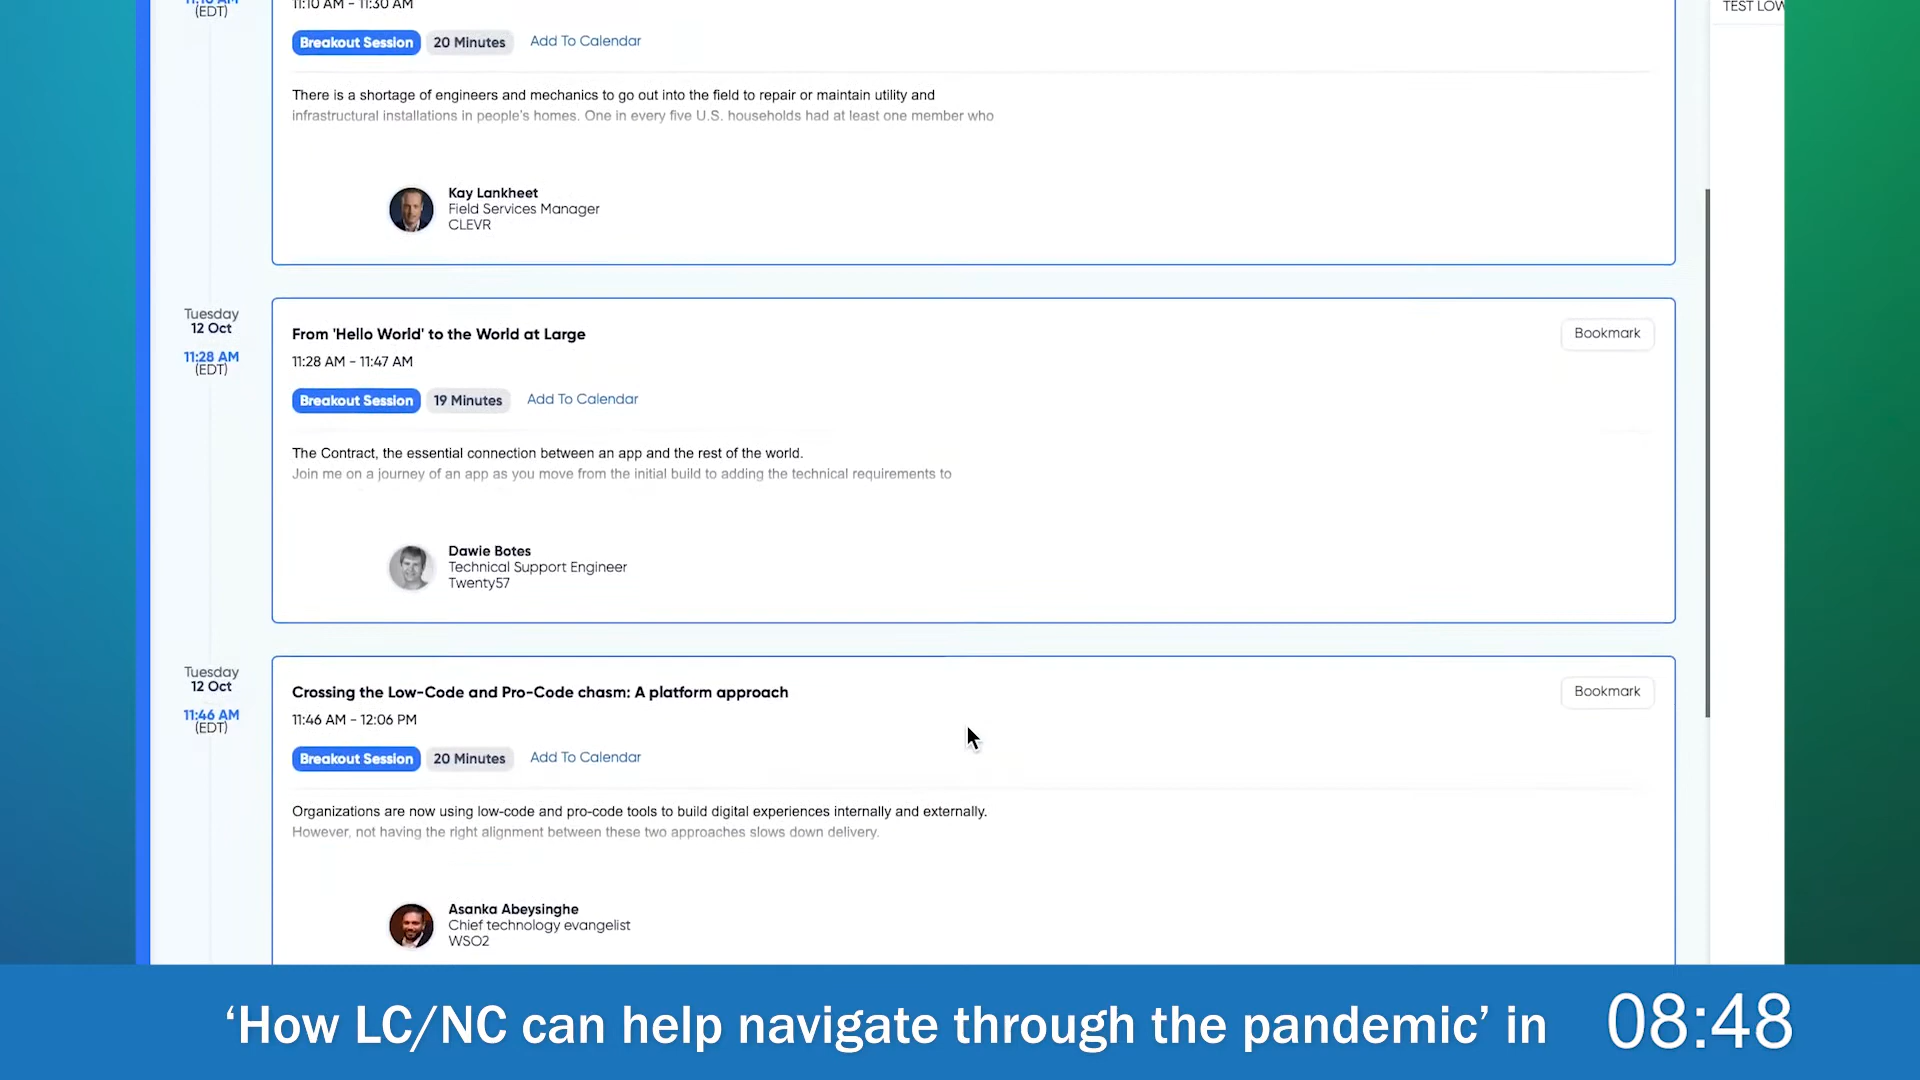 11:10 AM
(EDT)
11:10 AM - 11:30 AM
TEST LOW
Breakout Session 20 Minutes Add To Calendar
There is a shortage of engineers and mechanics to go out into the field to repair or maintain utility and
infrastructural installations in people's homes. One in every five U.S. households had at least one member who
Kay Lankheet
Field Services Manager
CLEVR
Tuesday
12 Oct
11:28 AM
(EDT)
From 'Hello World' to the World at Large
Bookmark
11:28 AM - 11:47 AM
Breakout Session 19 Minutes Add To Calendar
The Contract, the essential connection between an app and the rest of the world.
Join me on a journey of an app as you move from the initial build to adding the technical requirements to
Dawie Botes
Technical Support Engineer
Twenty57
Tuesday
12 Oct
11:46 AM
(EDT)
Crossing the Low-Code and Pro-Code chasm: A platform approach
Bookmark
11:46 AM - 12:06 PM
Breakout Session 20 Minutes Add To Calendar
Organizations are now using low-code and pro-code tools to build digital experiences internally and externally.
However, not having the right alignment between these two approaches slows down delivery.
Asanka Abeysinghe
Chief technology evangelist
WSO2
‘How LC/NC can help navigate through the pandemic’ in 08:48